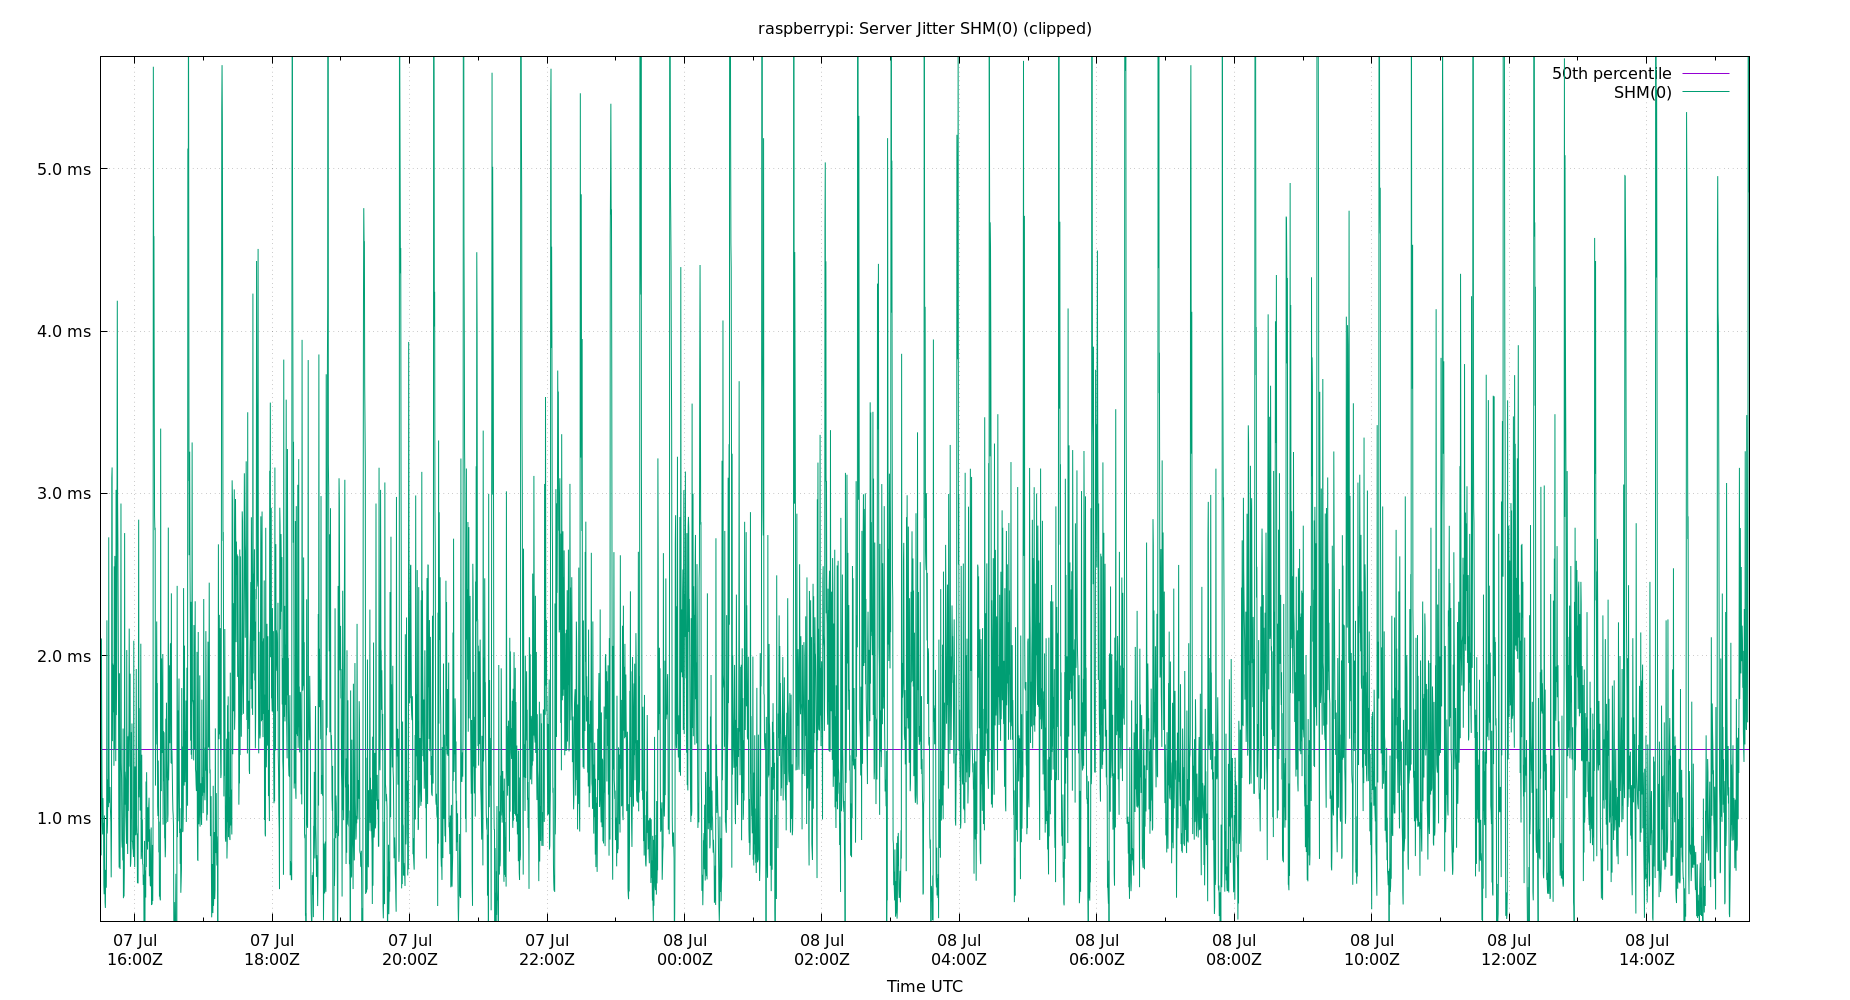 raspberrypi: Server Jitter SHM(0) (clipped)
50th percentile
SHM(0)
5.0 ms
4.0 ms
3.0 ms
2.0 ms
1.0 ms
07 Jul 07 Jul 07 Jul 07 Jul 08 Jul 08 Jul 08 Jul 08 Jul 08 Jul 08 Jul 08 Jul 08 Jul
16:00Z 18:00Z 20:00Z 22:00Z 00:00Z 02:00Z 04:00Z 06:00Z 08:00Z 10:00Z 12:00Z 14:00Z
Time UTC